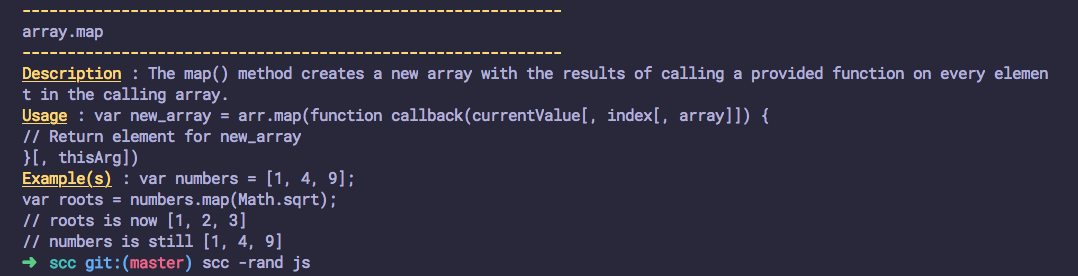 ------------------------------------------------------------
array.map
------------------------------------------------------------
Description : The map() method creates a new array with the results of calling a provided function on every elemen
t in the calling array.
Usage : var new_array = arr.map(function callback(currentValue[, index[, array]]) {
// Return element for new_array
}[, thisArg])
Example(s) : var numbers = [1, 4, 9];
var roots = numbers.map(Math.sqrt);
// roots is now [1, 2, 3]
// numbers is still [1, 4, 9]
➜ scc git:(master) scc -rand js